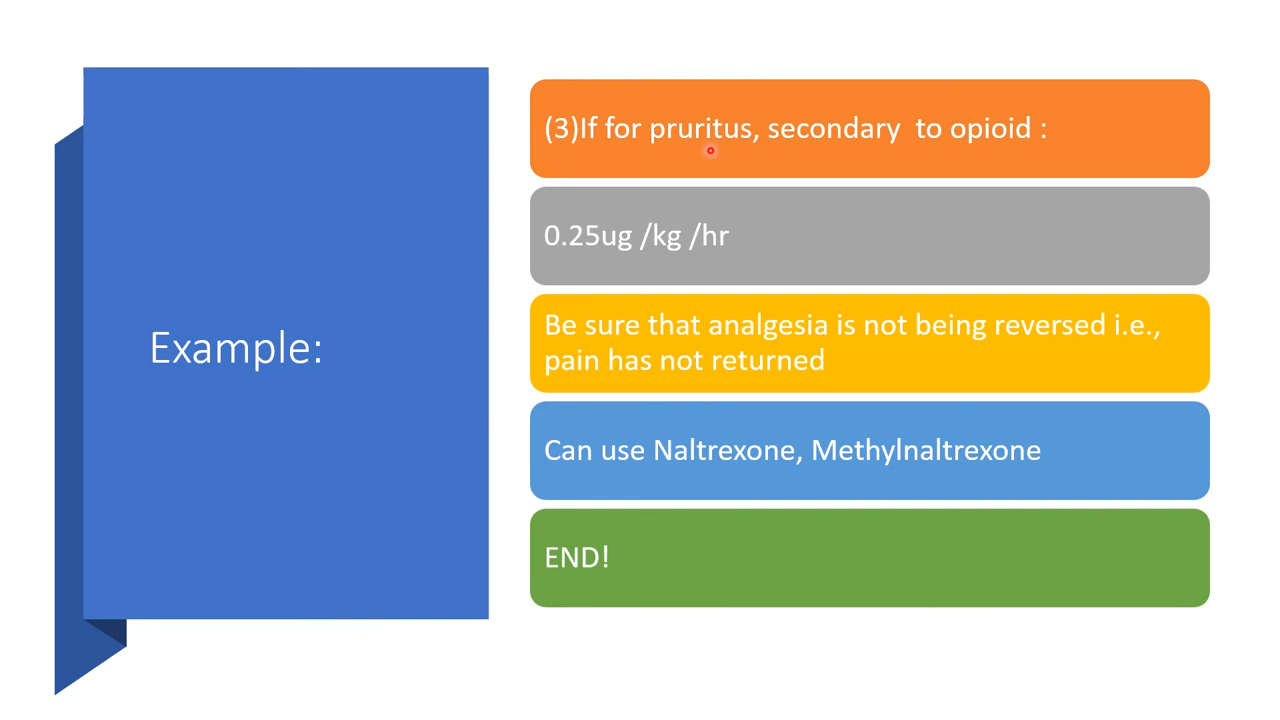 Example:
(3)If for pruritus, secondary  to opioid :
0.25ug /kg /hr
Be sure that analgesia is not being reversed i.e.,
pain has not returned
Can use Naltrexone, Methylnaltrexone
END!